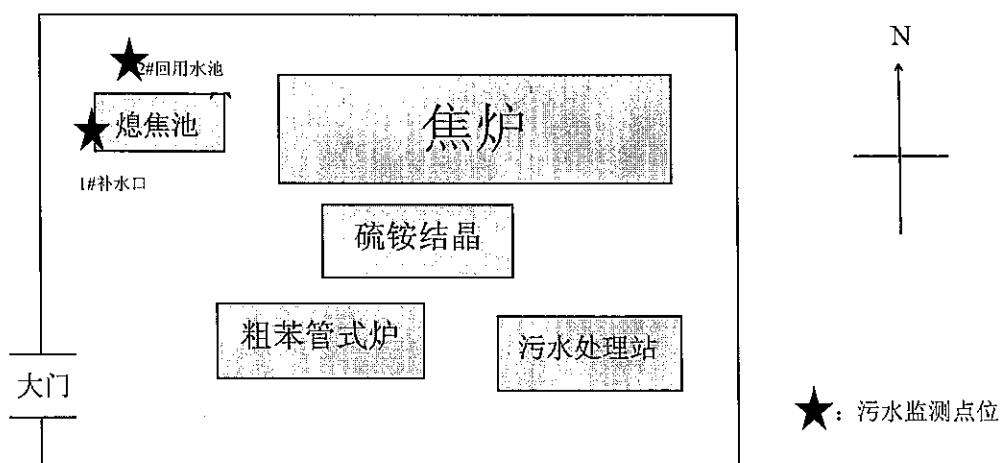 N
2#回用水池
熄焦池
焦炉
1#补水口
硫铵结晶
粗苯管式炉
污水处理站
大门
：污水监测点位